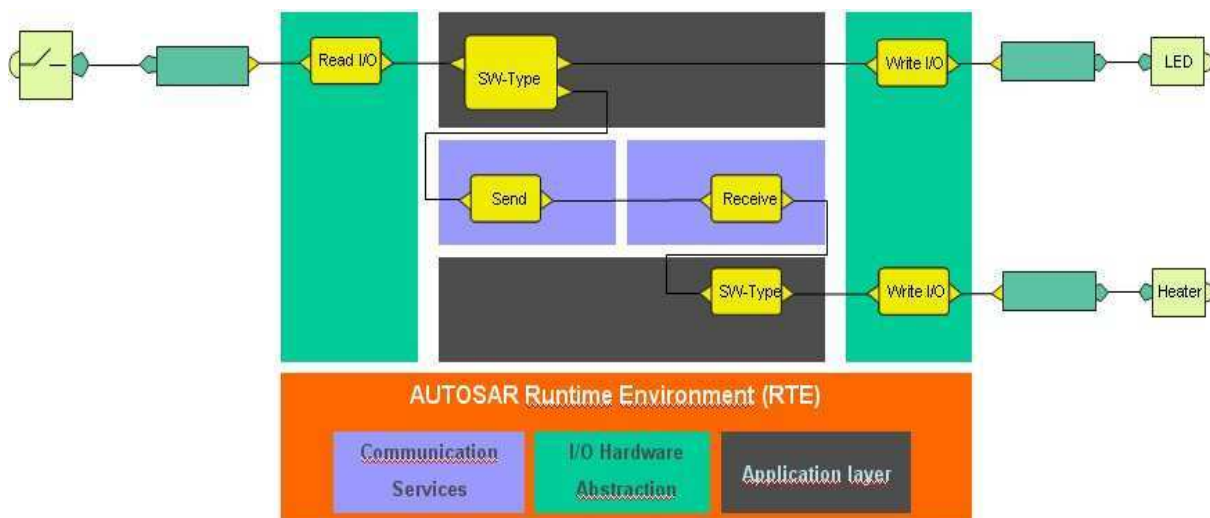 Read I/O
SW-Type
Write I/O
LED
Send
Receive
SW-Type
Write I/O
Heater
AUTOSAR Runtime Environment (RTE)
Communication
Services
I/O Hardware
Abstraction
Application layer